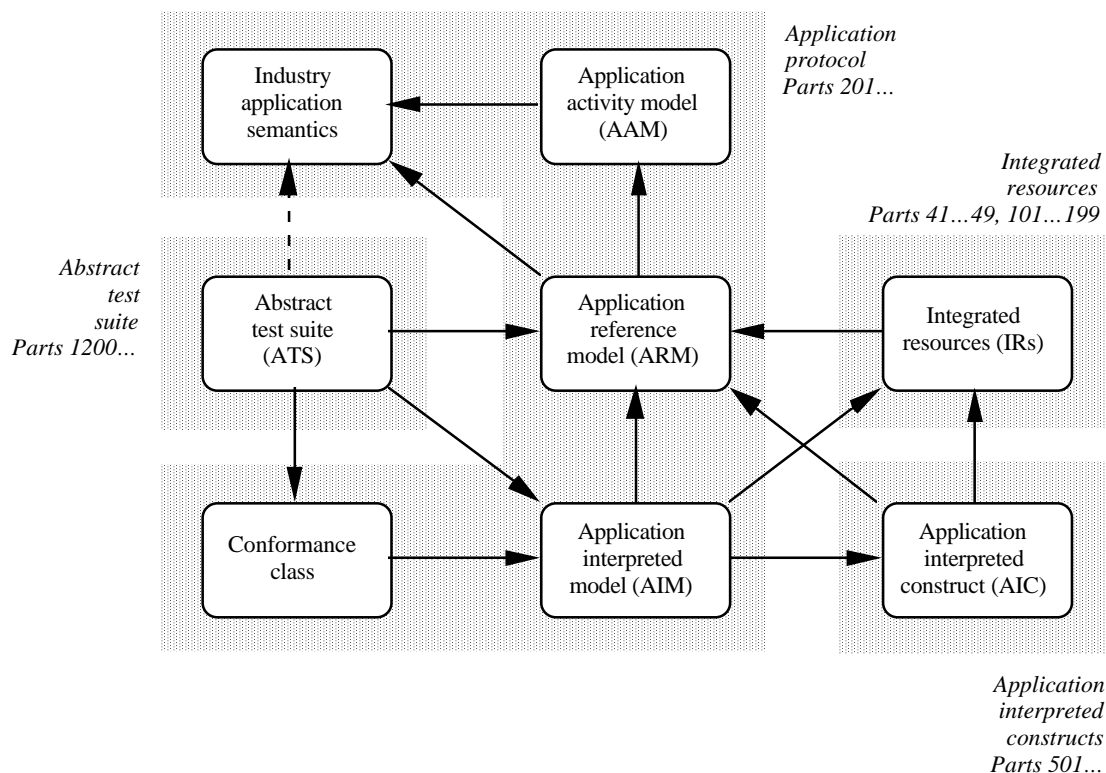 Industry
application
semantics
Application
activity model
(AAM)
Application
protocol
Parts 201…
Integrated
resources
Parts 41…49, 101…199
Abstract
test
suite
Parts 1200…
Abstract
test suite
(ATS)
Application
reference
model (ARM)
Integrated
resources (IRs)
Conformance
class
Application
interpreted
model (AIM)
Application
interpreted
construct (AIC)
Application
interpreted
constructs
Parts 501…